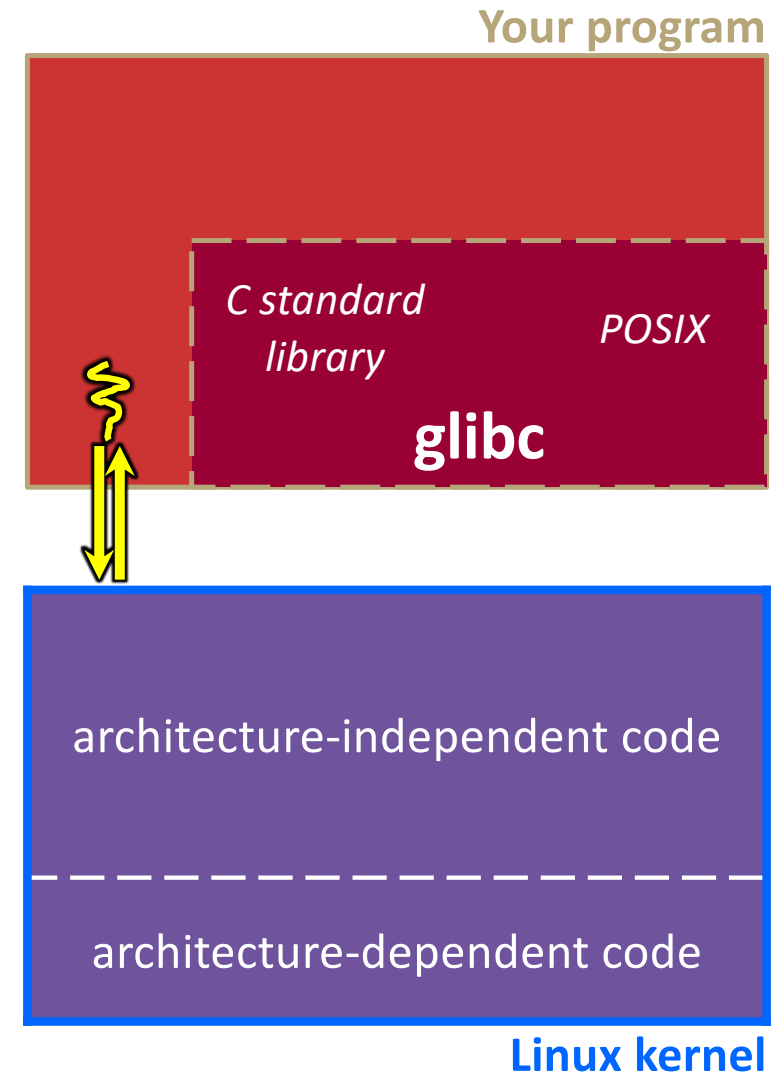 Your program
C standard
library
POSIX
glibc
architecture-independent code
architecture-dependent code
Linux kernel